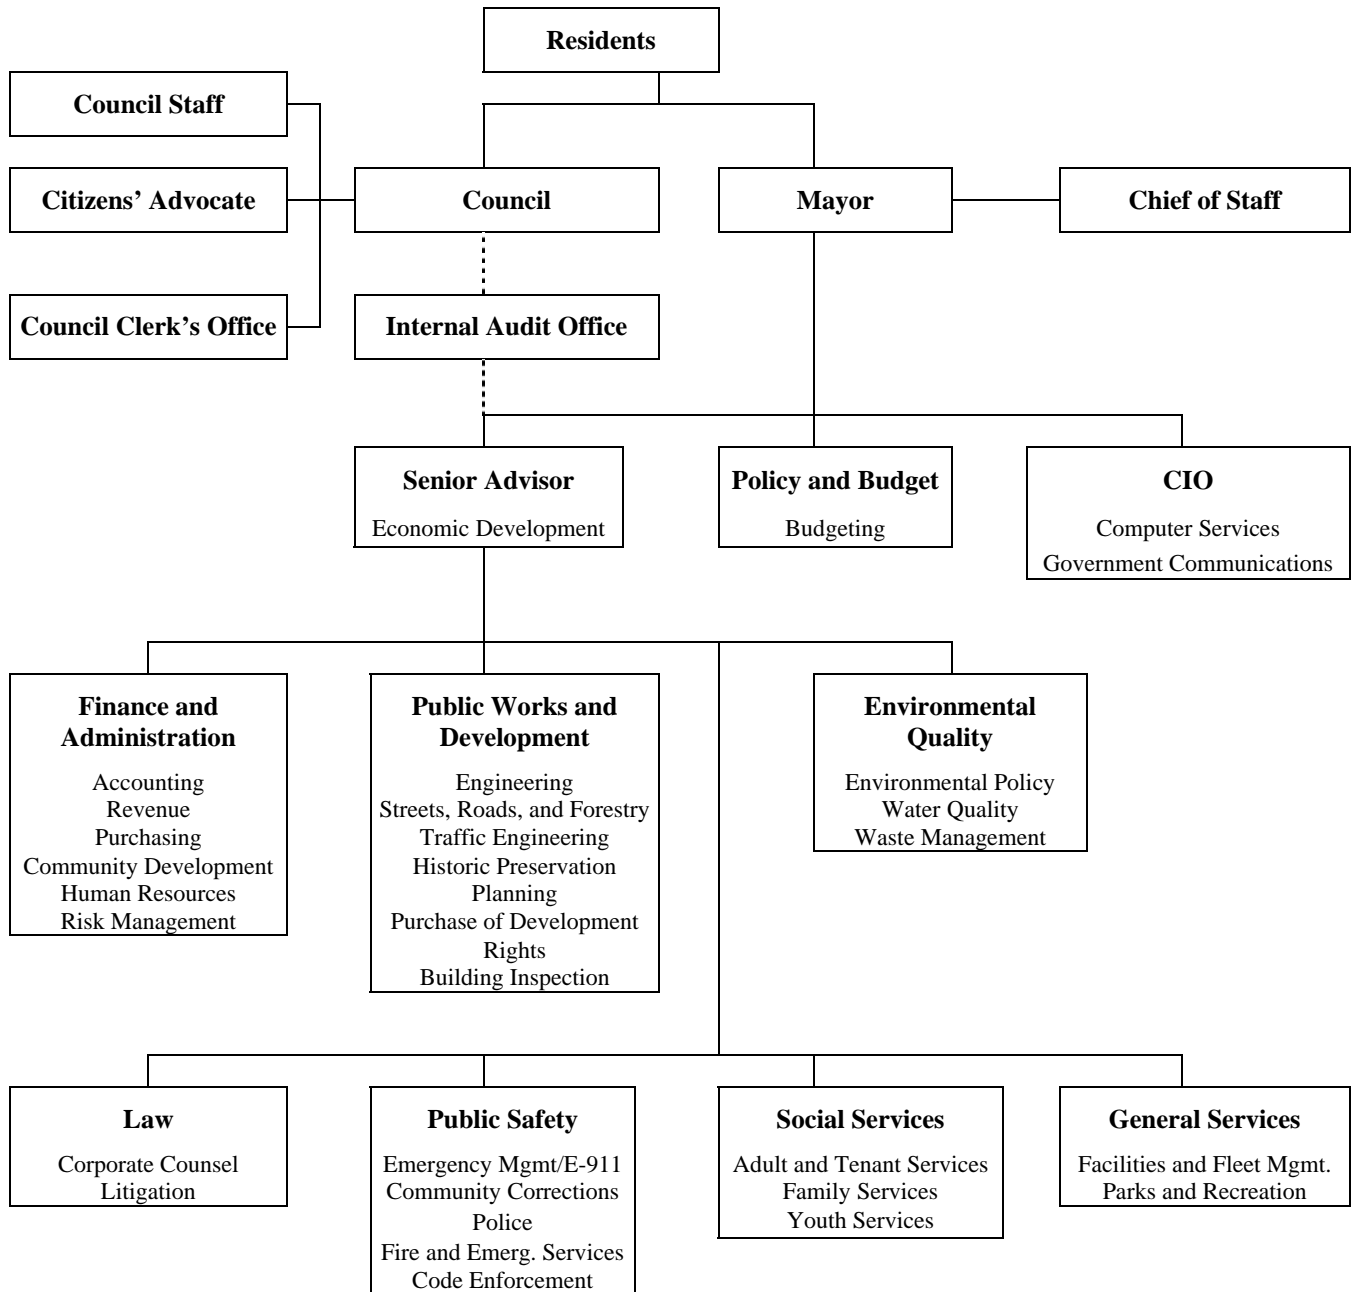 Residents
Council Staff
Citizens’ Advocate
Council
Mayor
Chief of Staff
Council Clerk’s Office
Internal Audit Office
Senior Advisor
Economic Development
Policy and Budget
Budgeting
CIO
Computer Services
Government Communications
Finance and
Administration
Accounting
Revenue
Purchasing
Community Development
Human Resources
Risk Management
Public Works and
Development
Engineering
Streets, Roads, and Forestry
Traffic Engineering
Historic Preservation
Planning
Purchase of Development
Rights
Building Inspection
Environmental
Quality
Environmental Policy
Water Quality
Waste Management
Law
Corporate Counsel
Litigation
Public Safety
Emergency Mgmt/E-911
Community Corrections
Police
Fire and Emerg. Services
Code Enforcement
Social Services
Adult and Tenant Services
Family Services
Youth Services
General Services
Facilities and Fleet Mgmt.
Parks and Recreation